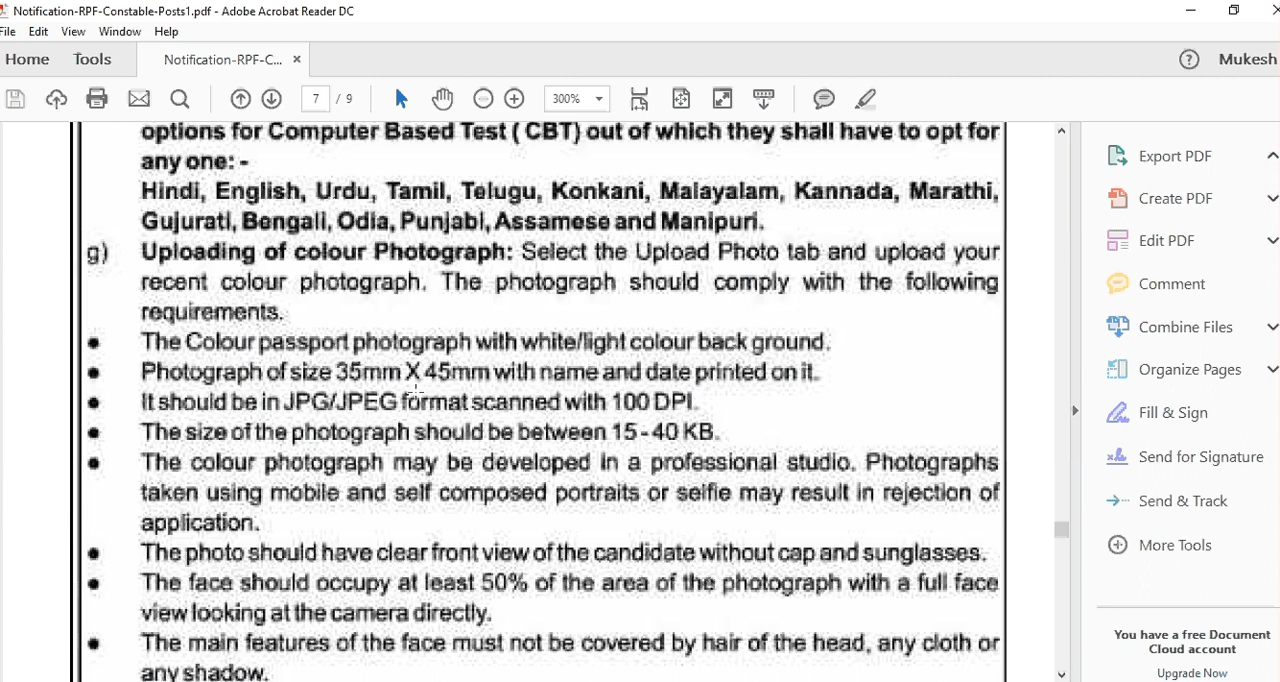 Notification-RPF-Constable-Posts1.pdf - Adobe Acrobat Reader DC
File Edit View Window Help
Home Tools Notification-RPF-C... × ? Mukesh
7 / 9 300%
options for Computer Based Test ( CBT) out of which they shall have to opt for
any one: -
Hindi, English, Urdu, Tamil, Telugu, Konkani, Malayalam, Kannada, Marathi,
Gujurati, Bengali, Odia, Punjabi, Assamese and Manipuri.
g) Uploading of colour Photograph: Select the Upload Photo tab and upload your
recent colour photograph. The photograph should comply with the following
requirements.
• The Colour passport photograph with white/light colour back ground.
• Photograph of size 35mm X 45mm with name and date printed on it.
• It should be in JPG/JPEG format scanned with 100 DPI.
• The size of the photograph should be between 15 - 40 KB.
• The colour photograph may be developed in a professional studio. Photographs
taken using mobile and self composed portraits or selfie may result in rejection of
application.
• The photo should have clear front view of the candidate without cap and sunglasses.
• The face should occupy at least 50% of the area of the photograph with a full face
view looking at the camera directly.
• The main features of the face must not be covered by hair of the head, any cloth or
any shadow.
Export PDF
Create PDF
Edit PDF
Comment
Combine Files
Organize Pages
Fill & Sign
Send for Signature
Send & Track
More Tools
You have a free Document
Cloud account
Upgrade Now